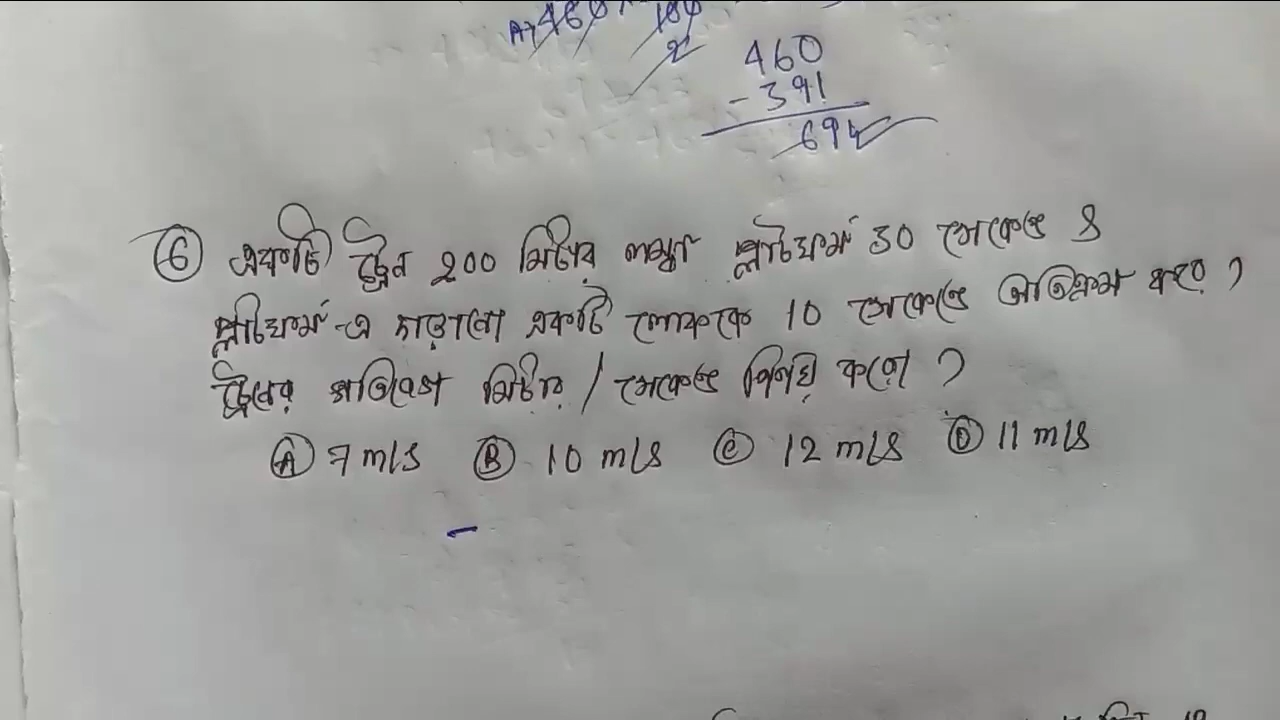 460
- 391
69
6 একটি ট্রেন 200 মিটার লম্বা প্লাটফর্ম 30 সেকেন্ডে ও
প্লাটফর্ম-এ দাড়ানো একটি লোককে 10 সেকেন্ডে অতিক্রম করে ?
ট্রেনের গতিবেগ মিটার/সেকেন্ডে নির্ণয় করো ?
A 7 m/s B 10 m/s C 12 m/s D 11 m/s